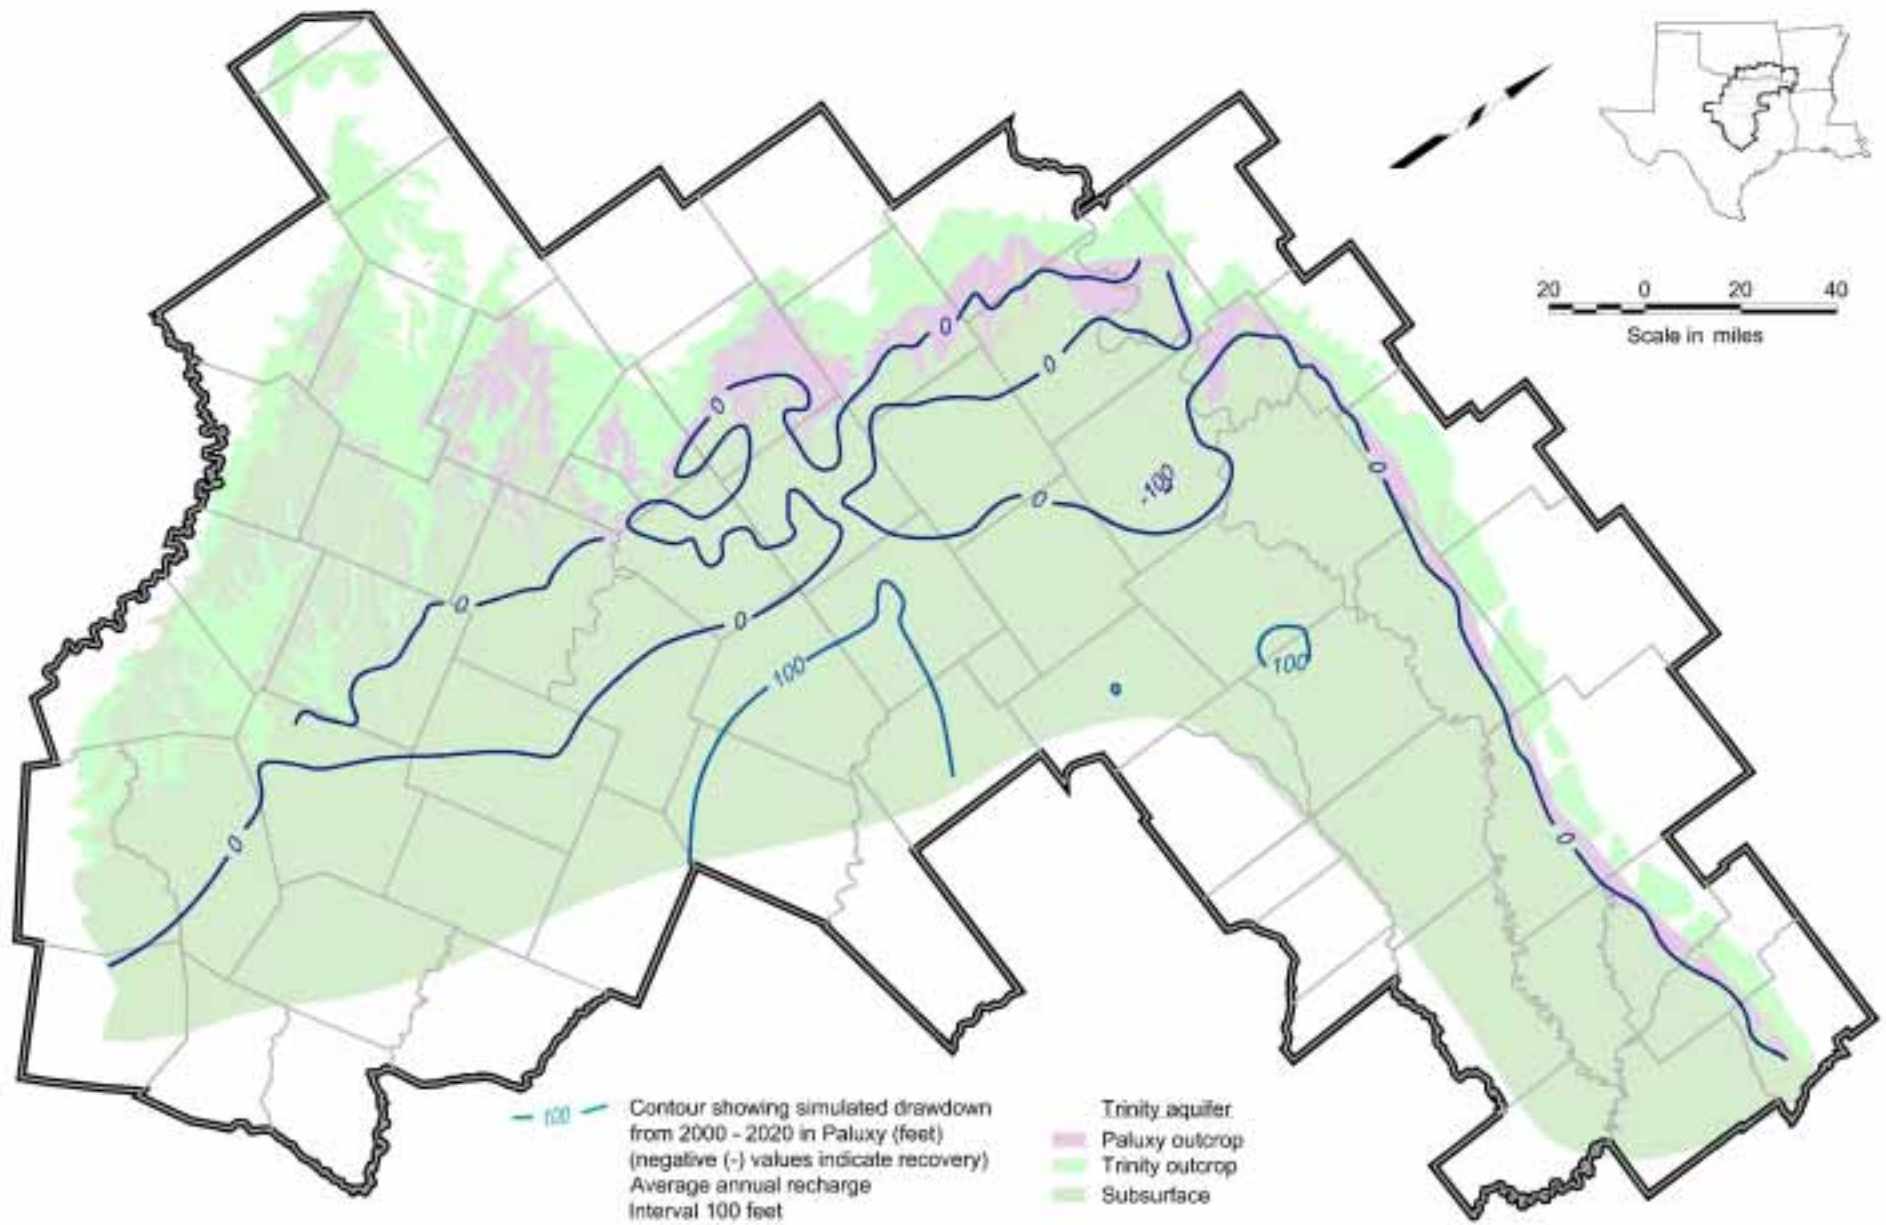 20 0 20 40
Scale in miles
0
0
0
0
-100
0
0
0
0
100
100
0
0
100
Contour showing simulated drawdown
from 2000 - 2020 in Paluxy (feet)
(negative (-) values indicate recovery)
Average annual recharge
Interval 100 feet
Trinity aquifer
Paluxy outcrop
Trinity outcrop
Subsurface